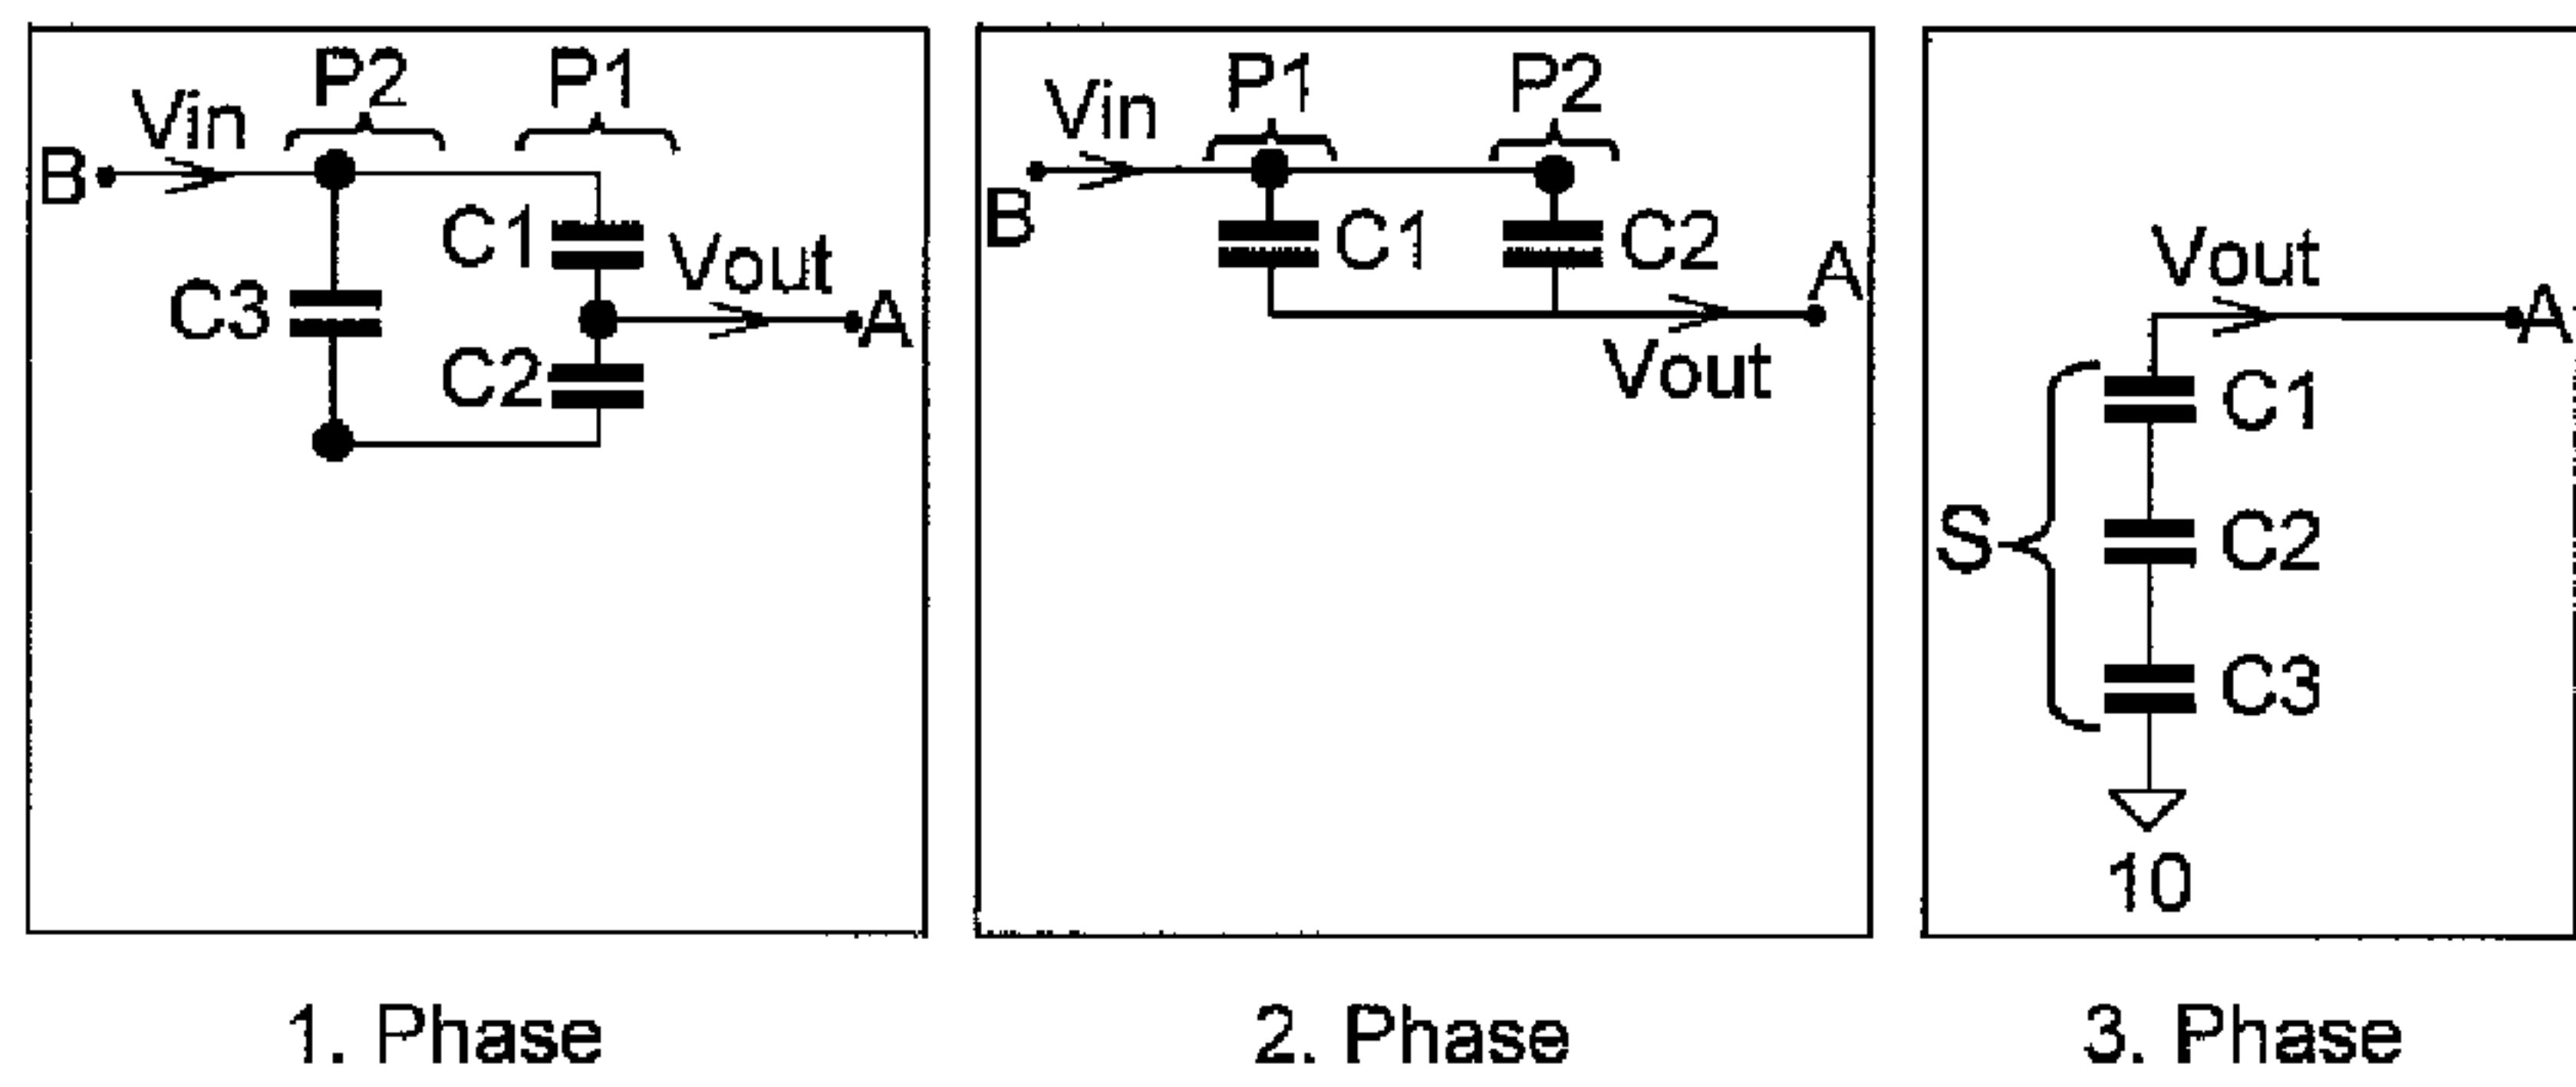 P2 P1
Vin
B
C1
Vout
C3
A
C2
1. Phase
P1 P2
Vin
B
C1 C2
A
Vout
2. Phase
Vout
A
C1
S
C2
C3
10
3. Phase